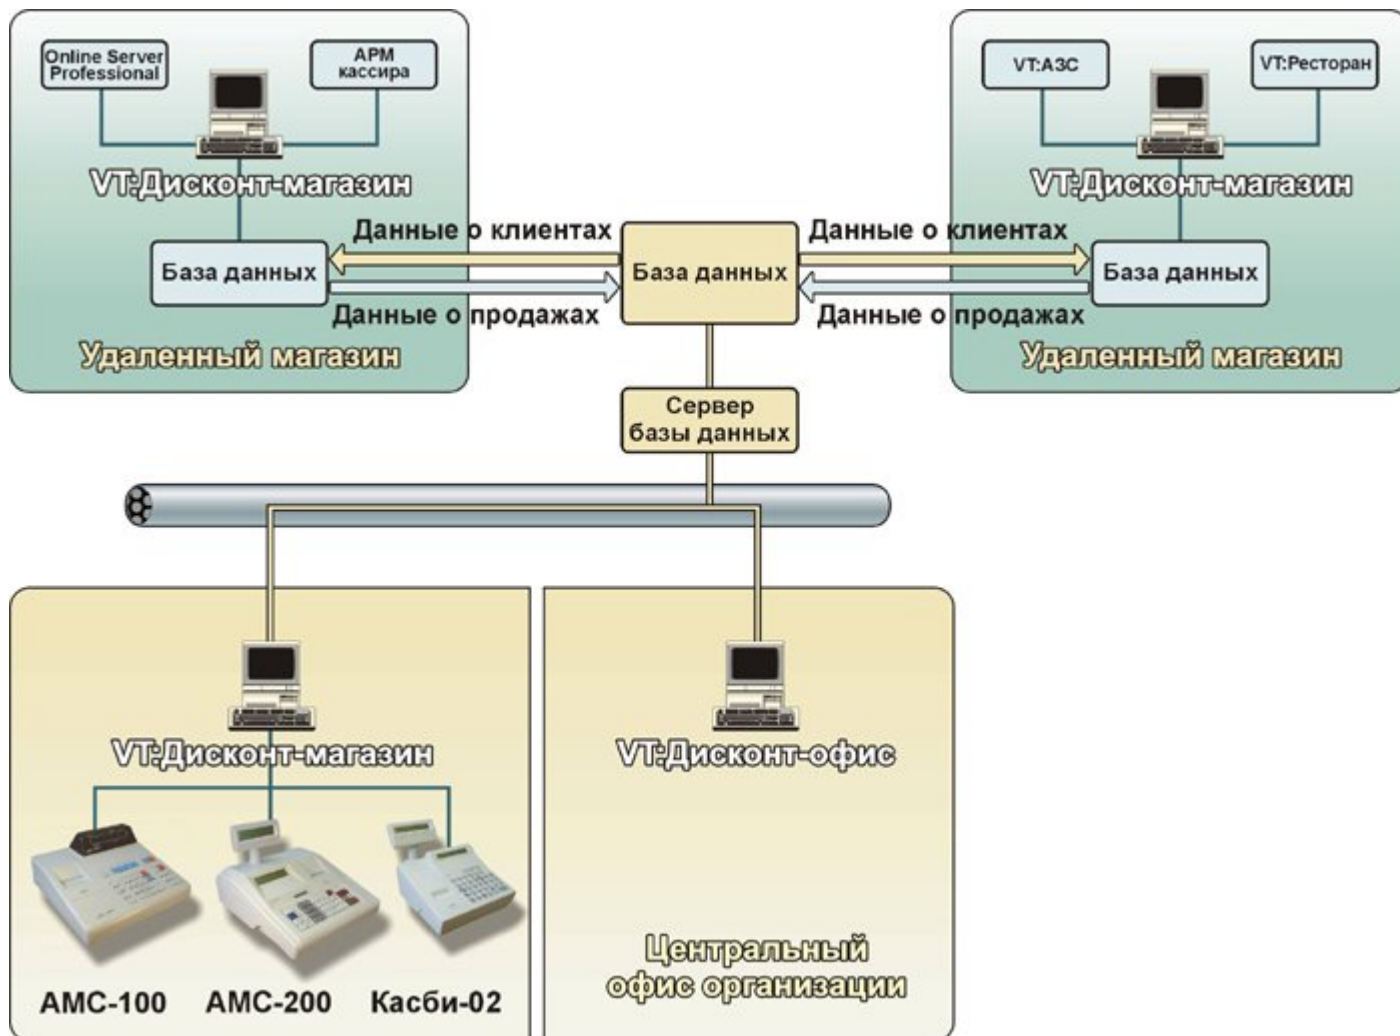 Online Server
Professional
АРМ
кассира
VT:Дисконт-магазин
База данных
Удаленный магазин
VT:АЗС
VT:Ресторан
VT:Дисконт-магазин
База данных
Удаленный магазин
Данные о клиентах
Данные о продажах
База данных
Данные о клиентах
Данные о продажах
Сервер
базы данных
VT:Дисконт-магазин
АМС-100
АМС-200
Касби-02
VT:Дисконт-офис
Центральный
офис организации